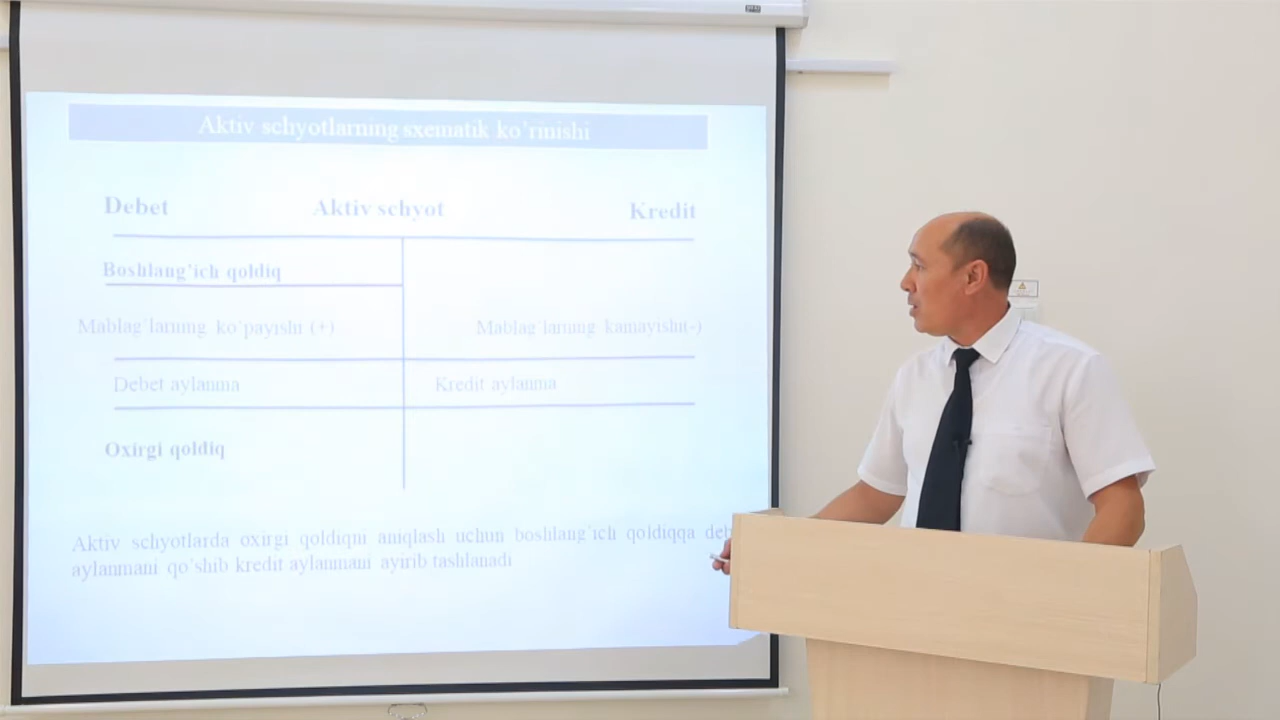 Aktiv schyotlarning sxematik ko'rinishi
Debet Aktiv schyot Kredit
Boshlang'ich qoldiq
Mablag'larning ko'payishi (+) Mablag'larning kamayishi(-)
Debet aylanma Kredit aylanma
Oxirgi qoldiq
Aktiv schyotlarda oxirgi qoldiqni aniqlash uchun boshlang'ich qoldiqqa deb
aylanmani qo'shib kredit aylanmani ayirib tashlanadi